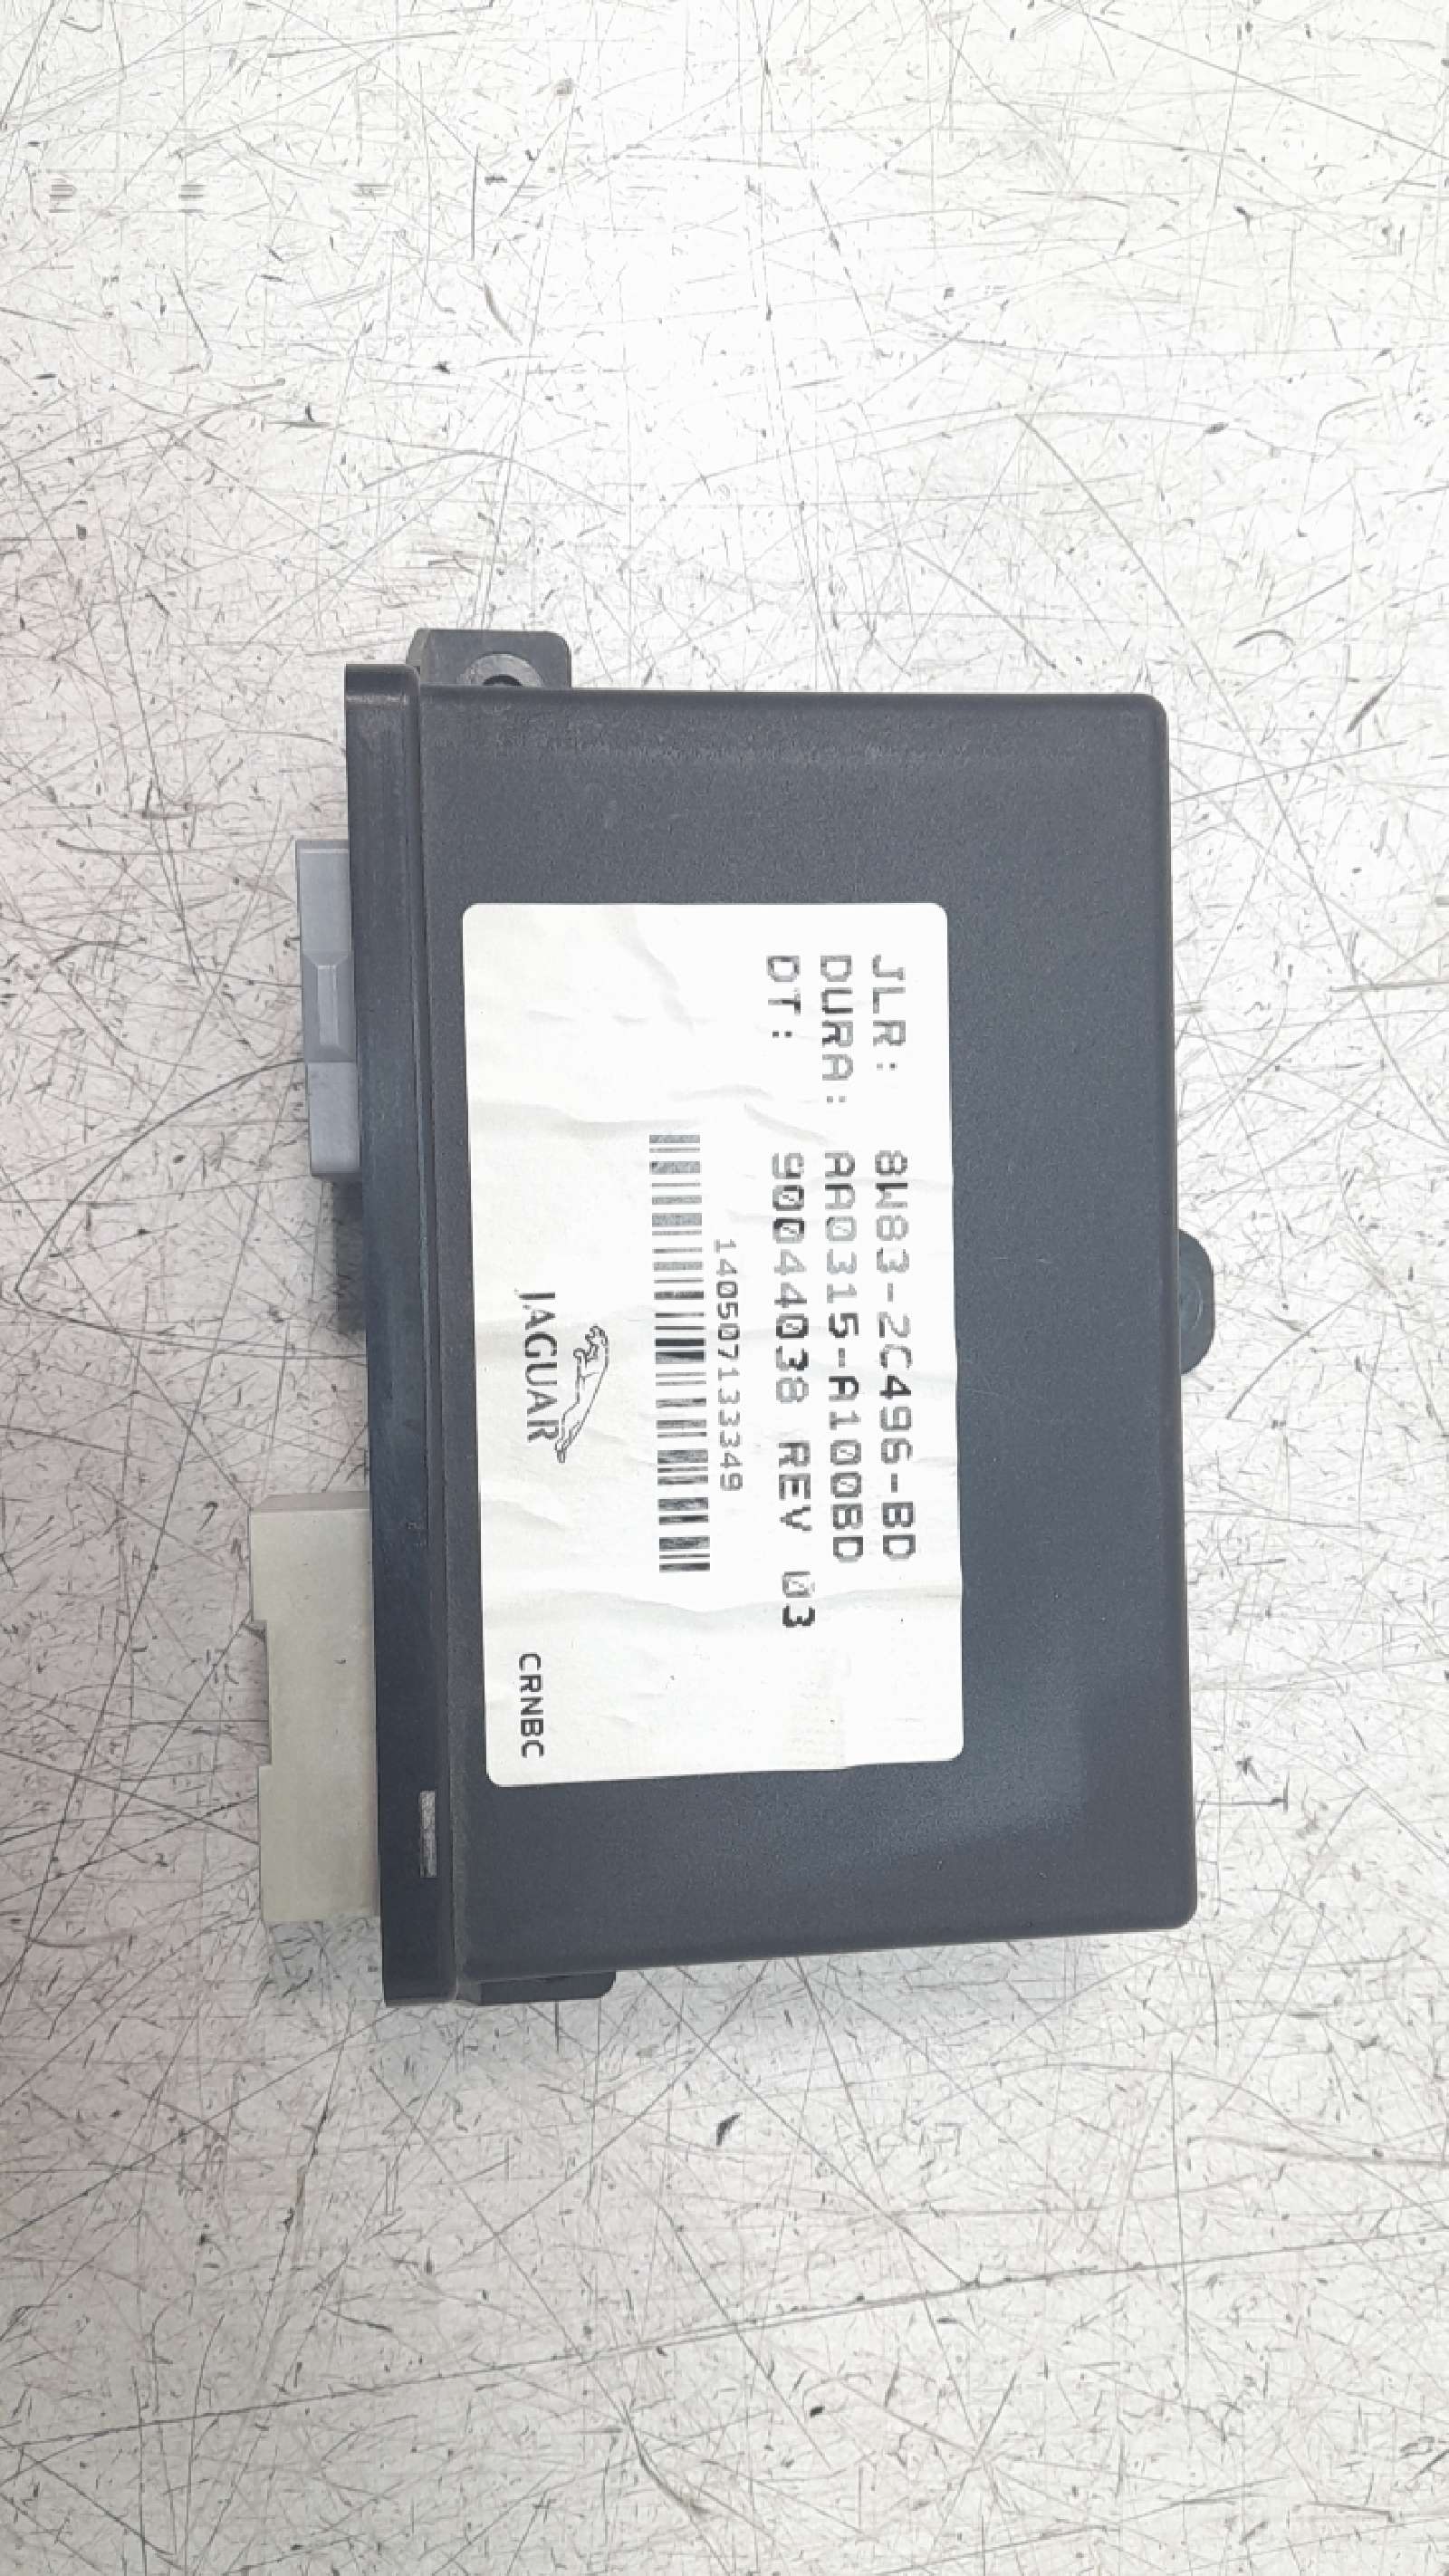 JLR: 8W83-2C496-BD
DURA: AA0315-A100BD
DT: 90044038 REV 03
140507133349
JAGUAR
CRNBC